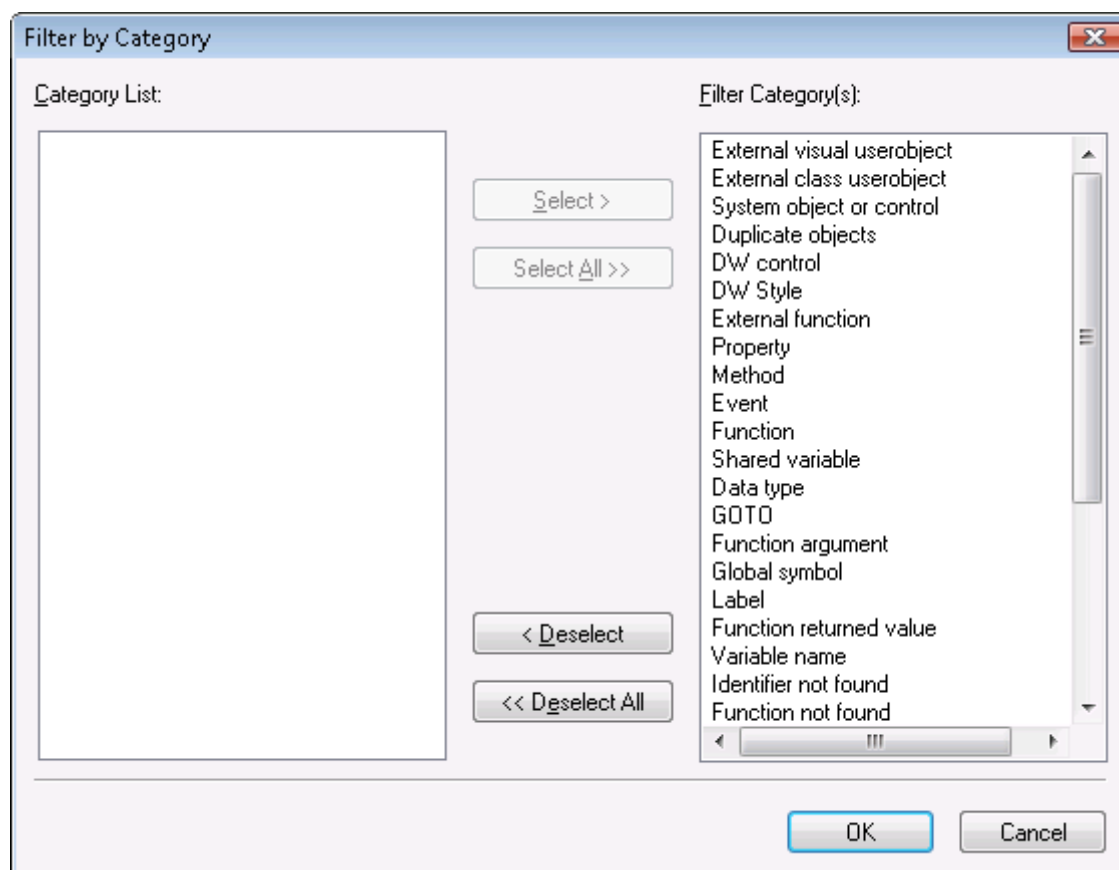 Filter by Category
Category List:
Filter Category(s):
Select >
Select All >>
< Deselect
<< Deselect All
External visual userobject
External class userobject
System object or control
Duplicate objects
DW control
DW Style
External function
Property
Method
Event
Function
Shared variable
Data type
GOTO
Function argument
Global symbol
Label
Function returned value
Variable name
Identifier not found
Function not found
OK
Cancel